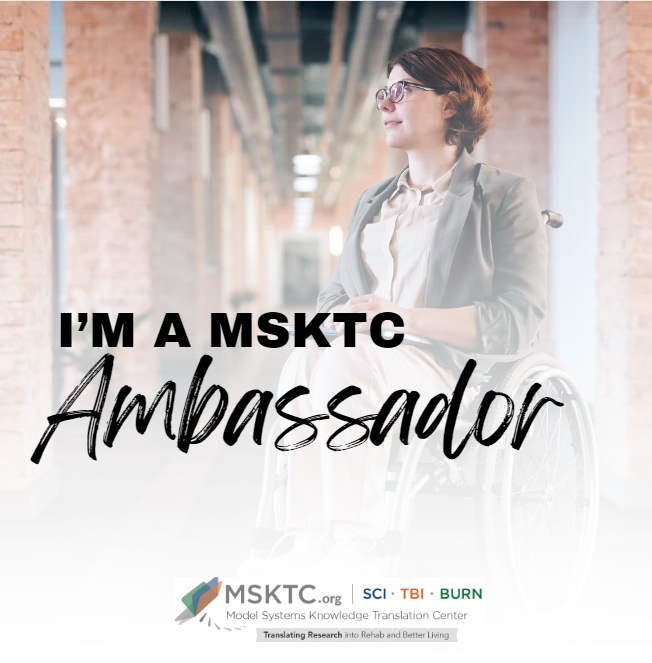 I'M A MSKTC
Ambassador
MSKTC.org | SCI · TBI · BURN
Model Systems Knowledge Translation Center
Translating Research into Rehab and Better Living